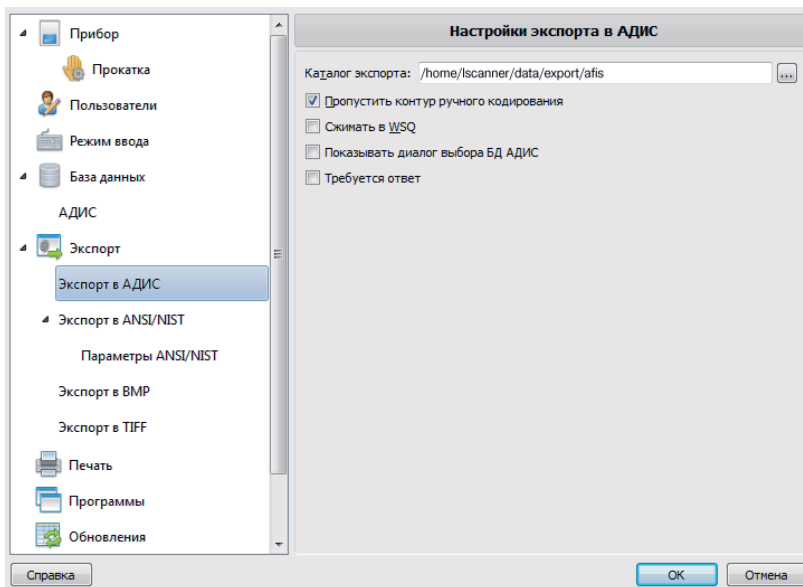 Прибор
Прокатка
Пользователи
Режим ввода
База данных
АДИС
Экспорт
Экспорт в АДИС
Экспорт в ANSI/NIST
Параметры ANSI/NIST
Экспорт в BMP
Экспорт в TIFF
Печать
Программы
Обновления
Настройки экспорта в АДИС
Каталог экспорта: /home/lscanner/data/export/afis ...
Пропустить контур ручного кодирования
Сжимать в WSQ
Показывать диалог выбора БД АДИС
Требуется ответ
Справка
OK
Отмена